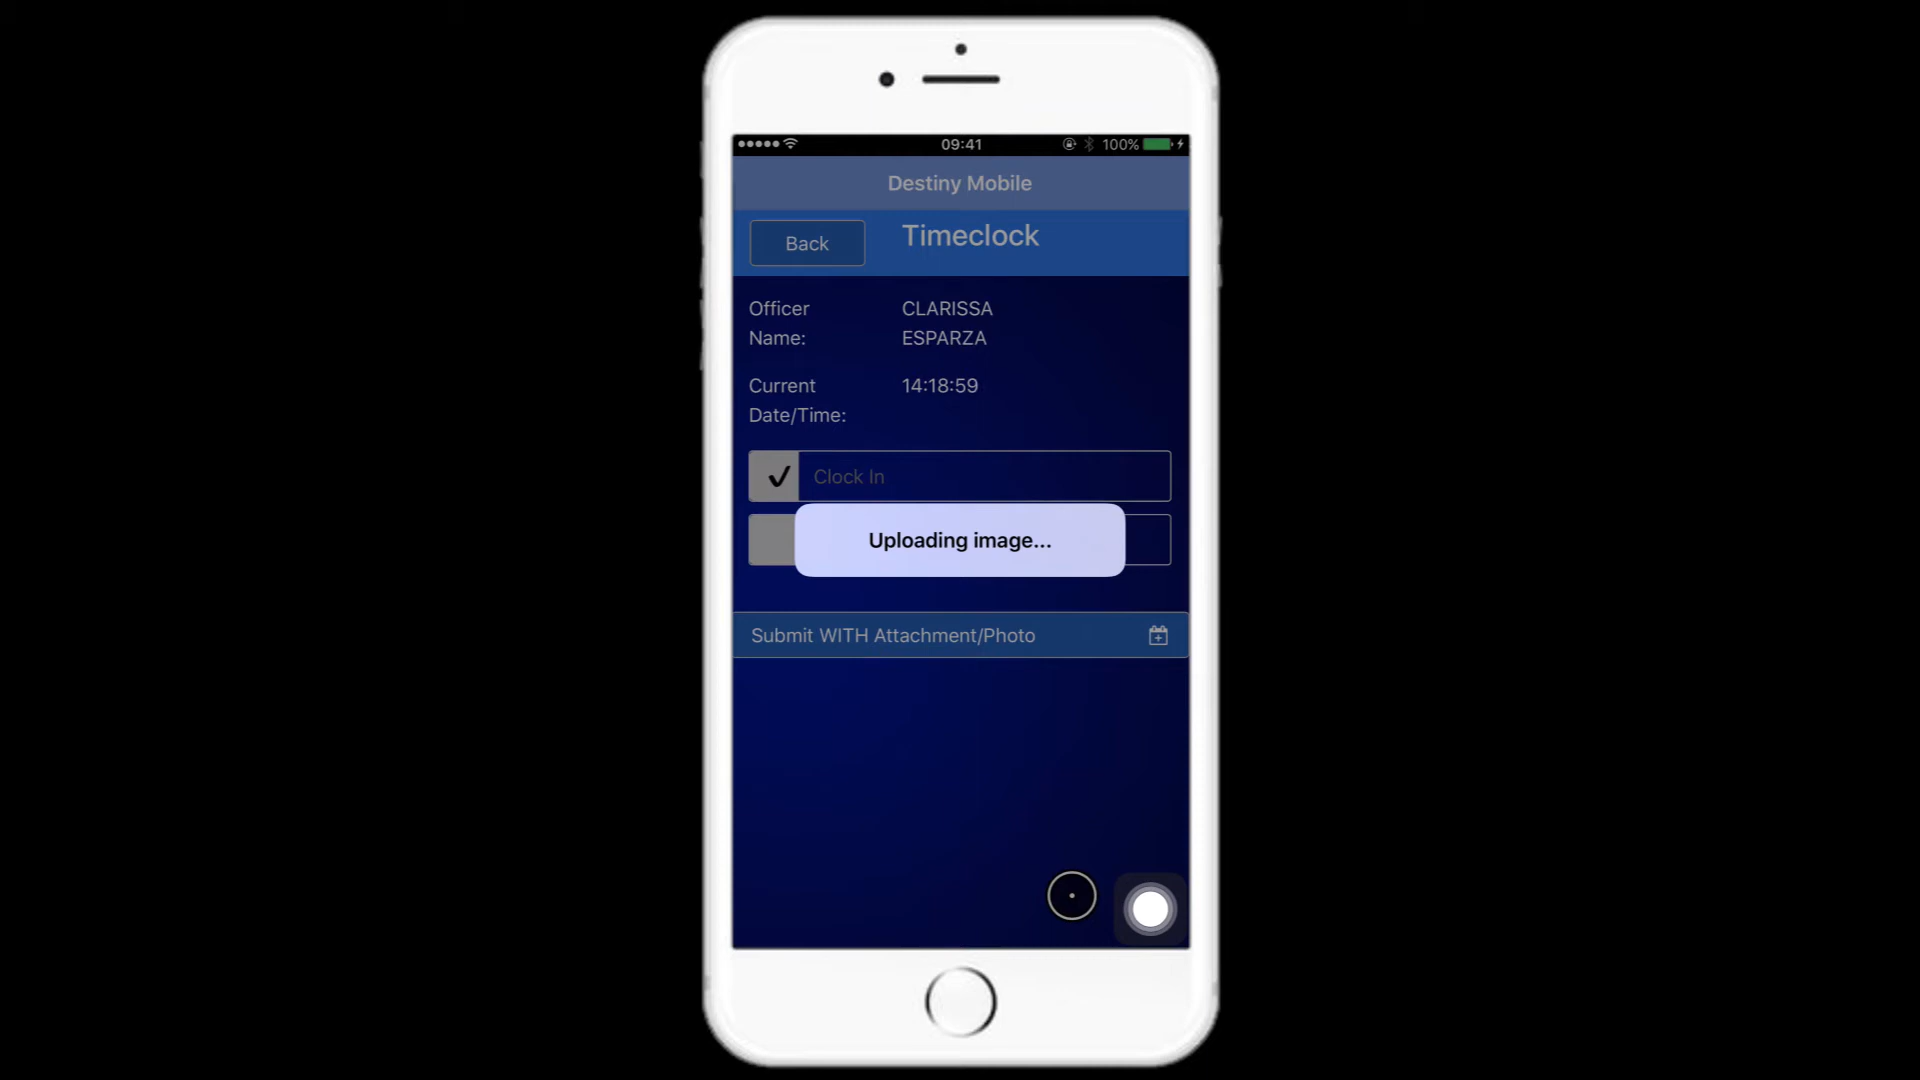 09:41
100%
Destiny Mobile
Back
Timeclock
Officer
Name:
CLARISSA
ESPARZA
Current
Date/Time:
14:18:59
Clock In
Uploading image...
Submit WITH Attachment/Photo